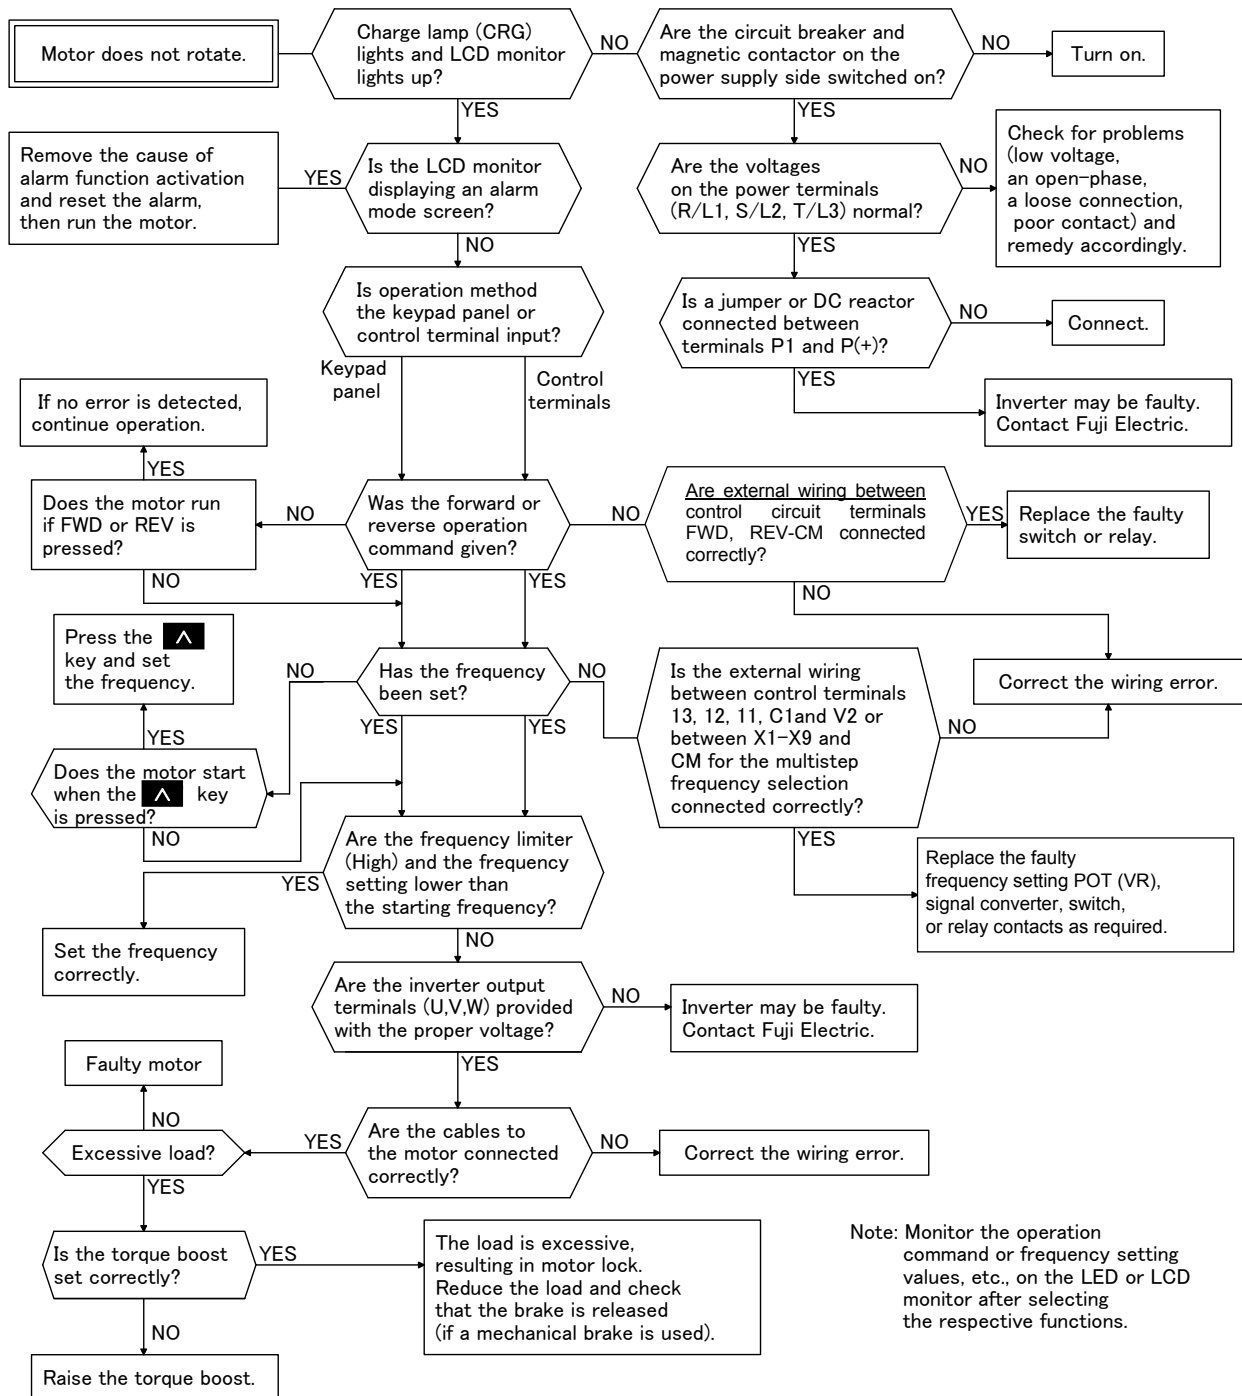 Motor does not rotate.
Charge lamp (CRG)
lights and LCD monitor
lights up?
NO
Are the circuit breaker and
magnetic contactor on the
power supply side switched on?
NO
Turn on.
YES
YES
Remove the cause of
alarm function activation
and reset the alarm,
then run the motor.
YES
Is the LCD monitor
displaying an alarm
mode screen?
Are the voltages
on the power terminals
(R/L1, S/L2, T/L3) normal?
NO
Check for problems
(low voltage,
an open-phase,
a loose connection,
poor contact) and
remedy accordingly.
NO
YES
Is operation method
the keypad panel or
control terminal input?
Is a jumper or DC reactor
connected between
terminals P1 and P(+)?
NO
Connect.
Keypad
panel
Control
terminals
YES
Inverter may be faulty.
Contact Fuji Electric.
If no error is detected,
continue operation.
YES
Does the motor run
if FWD or REV is
pressed?
NO
Was the forward or
reverse operation
command given?
NO
Are external wiring between
control circuit terminals
FWD, REV-CM connected
correctly?
YES
Replace the faulty
switch or relay.
NO
YES
YES
NO
Press the ∧
key and set
the frequency.
NO
Has the frequency
been set?
NO
Is the external wiring
between control terminals
13, 12, 11, C1and V2 or
between X1-X9 and
CM for the multistep
frequency selection
connected correctly?
NO
Correct the wiring error.
YES
YES
YES
Does the motor start
when the ∧ key
is pressed?
NO
YES
Are the frequency limiter
(High) and the frequency
setting lower than
the starting frequency?
YES
Replace the faulty
frequency setting POT (VR),
signal converter, switch,
or relay contacts as required.
Set the frequency
correctly.
NO
Are the inverter output
terminals (U,V,W) provided
with the proper voltage?
NO
Inverter may be faulty.
Contact Fuji Electric.
YES
Faulty motor
NO
Excessive load?
YES
Are the cables to
the motor connected
correctly?
NO
Correct the wiring error.
YES
Is the torque boost
set correctly?
YES
The load is excessive,
resulting in motor lock.
Reduce the load and check
that the brake is released
(if a mechanical brake is used).
NO
Raise the torque boost.
Note: Monitor the operation
command or frequency setting
values, etc., on the LED or LCD
monitor after selecting
the respective functions.